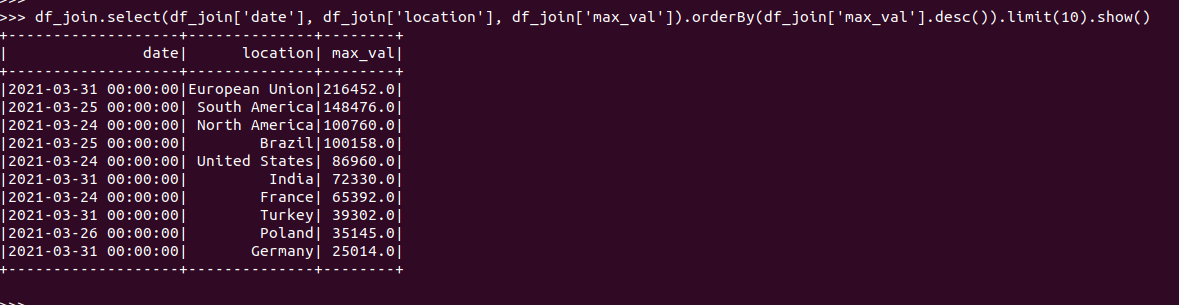 >>>
>>> df_join.select(df_join['date'], df_join['location'], df_join['max_val']).orderBy(df_join['max_val'].desc()).limit(10).show()
+-------------------+--------------+--------+
|               date|      location| max_val|
+-------------------+--------------+--------+
|2021-03-31 00:00:00|European Union|216452.0|
|2021-03-25 00:00:00| South America|148476.0|
|2021-03-24 00:00:00| North America|100760.0|
|2021-03-25 00:00:00|        Brazil|100158.0|
|2021-03-24 00:00:00| United States| 86960.0|
|2021-03-31 00:00:00|         India| 72330.0|
|2021-03-24 00:00:00|        France| 65392.0|
|2021-03-31 00:00:00|        Turkey| 39302.0|
|2021-03-26 00:00:00|        Poland| 35145.0|
|2021-03-31 00:00:00|       Germany| 25014.0|
+-------------------+--------------+--------+
>>>